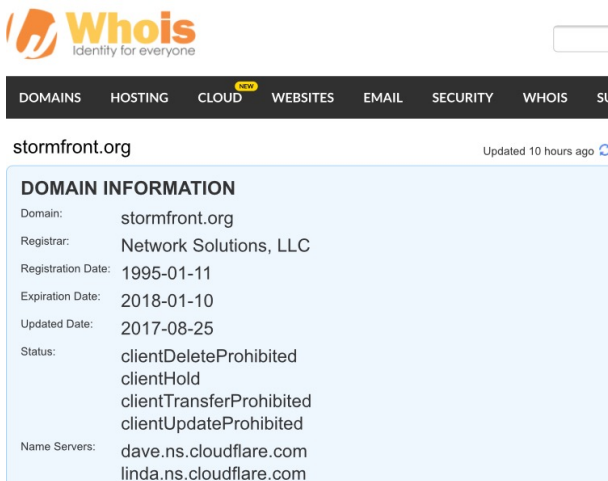 Whois
Identity for everyone
NEW
DOMAINS HOSTING CLOUD WEBSITES EMAIL SECURITY WHOIS SU
stormfront.org Updated 10 hours ago
DOMAIN INFORMATION
Domain: stormfront.org
Registrar: Network Solutions, LLC
Registration Date: 1995-01-11
Expiration Date: 2018-01-10
Updated Date: 2017-08-25
Status: clientDeleteProhibited
clientHold
clientTransferProhibited
clientUpdateProhibited
Name Servers: dave.ns.cloudflare.com
linda.ns.cloudflare.com